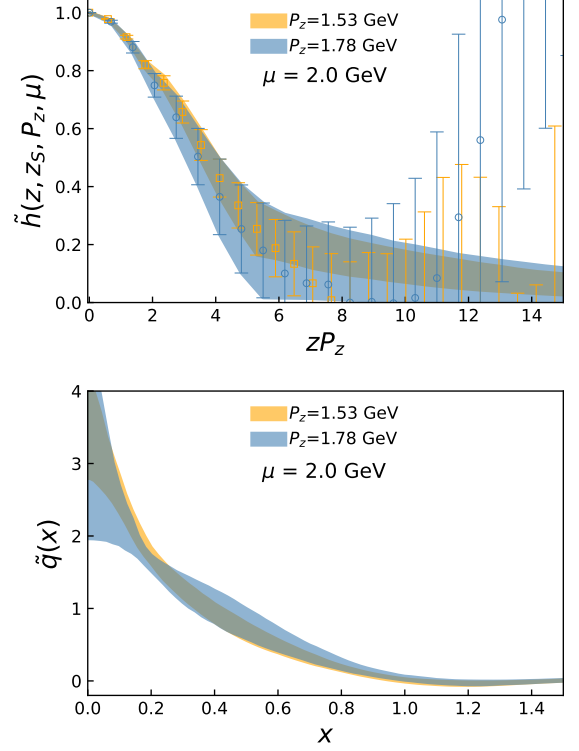 1.0
0.8
0.6
0.4
0.2
0.0
h̃(z, z_S, P_z, μ)
P_z=1.53 GeV
P_z=1.78 GeV
μ = 2.0 GeV
0 2 4 6 8 10 12 14
zP_z
4
3
2
1
0
q̃(x)
P_z=1.53 GeV
P_z=1.78 GeV
μ = 2.0 GeV
0.0 0.2 0.4 0.6 0.8 1.0 1.2 1.4
x